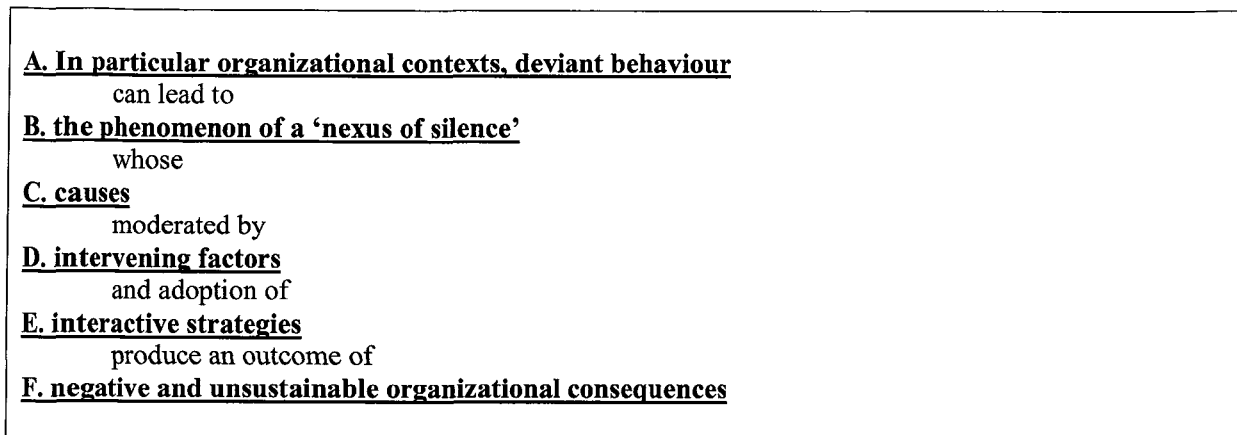 A. In particular organizational contexts, deviant behaviour
can lead to
B. the phenomenon of a ‘nexus of silence’
whose
C. causes
moderated by
D. intervening factors
and adoption of
E. interactive strategies
produce an outcome of
F. negative and unsustainable organizational consequences